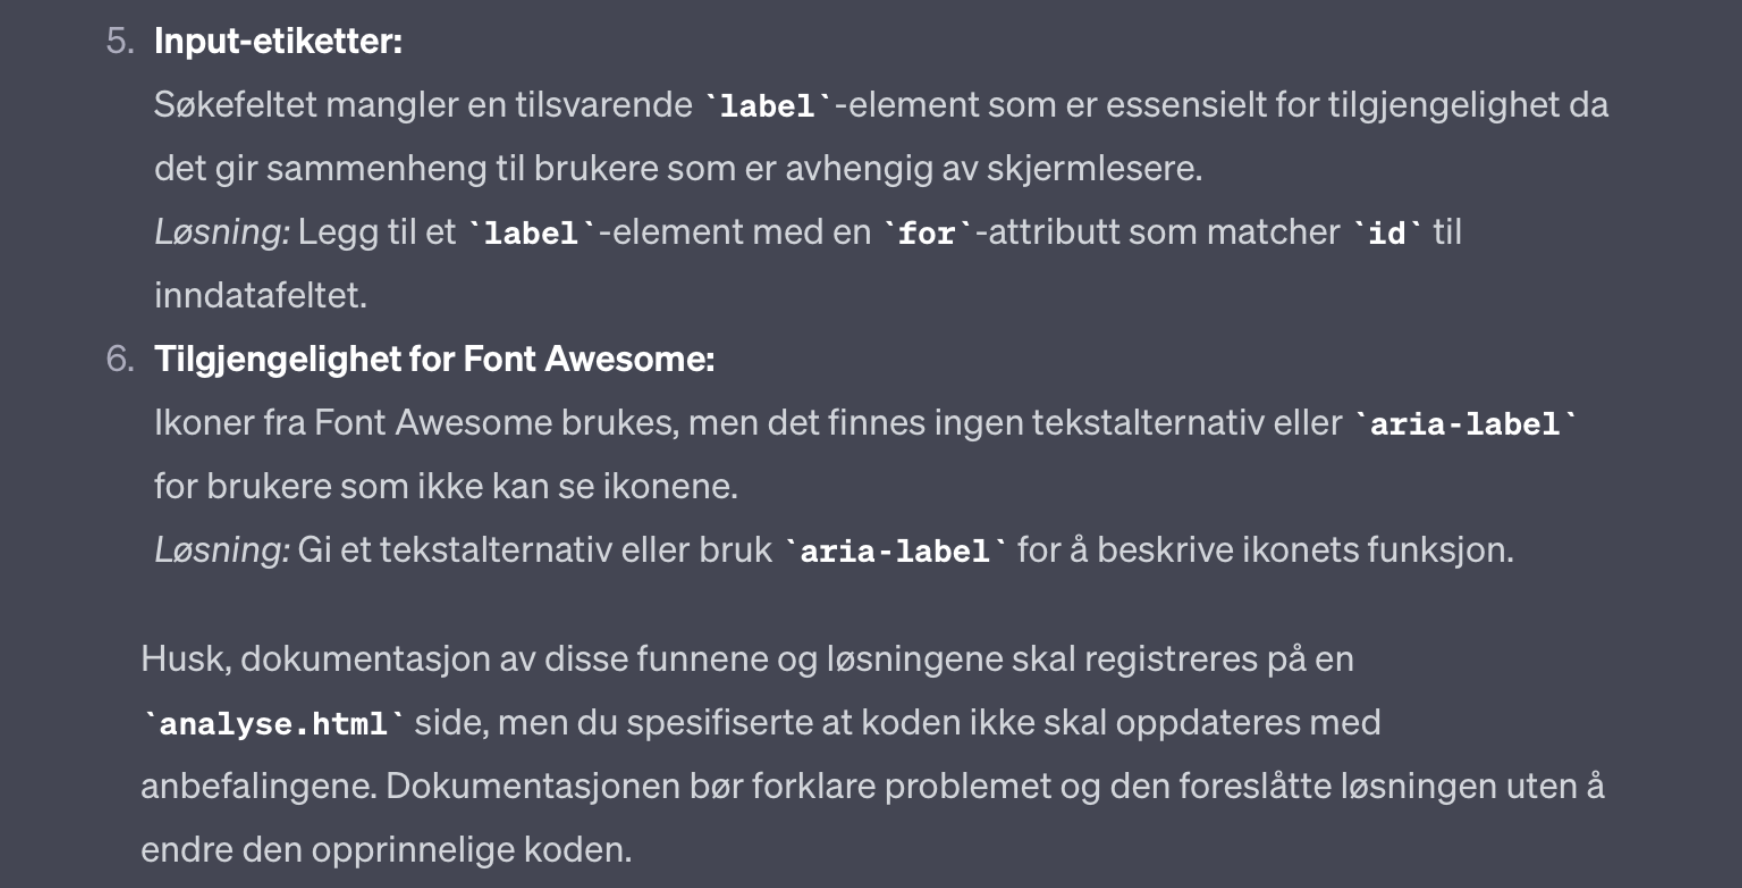 5. Input-etiketter:
Søkefeltet mangler en tilsvarende `label`-element som er essensielt for tilgjengelighet da
det gir sammenheng til brukere som er avhengig av skjermlesere.
Løsning: Legg til et `label`-element med en `for`-attributt som matcher `id` til
inndatafeltet.
6. Tilgjengelighet for Font Awesome:
Ikoner fra Font Awesome brukes, men det finnes ingen tekstalternativ eller `aria-label`
for brukere som ikke kan se ikonene.
Løsning: Gi et tekstalternativ eller bruk `aria-label` for å beskrive ikonets funksjon.
Husk, dokumentasjon av disse funnene og løsningene skal registreres på en
`analyse.html` side, men du spesifiserte at koden ikke skal oppdateres med
anbefalingene. Dokumentasjonen bør forklare problemet og den foreslåtte løsningen uten å
endre den opprinnelige koden.